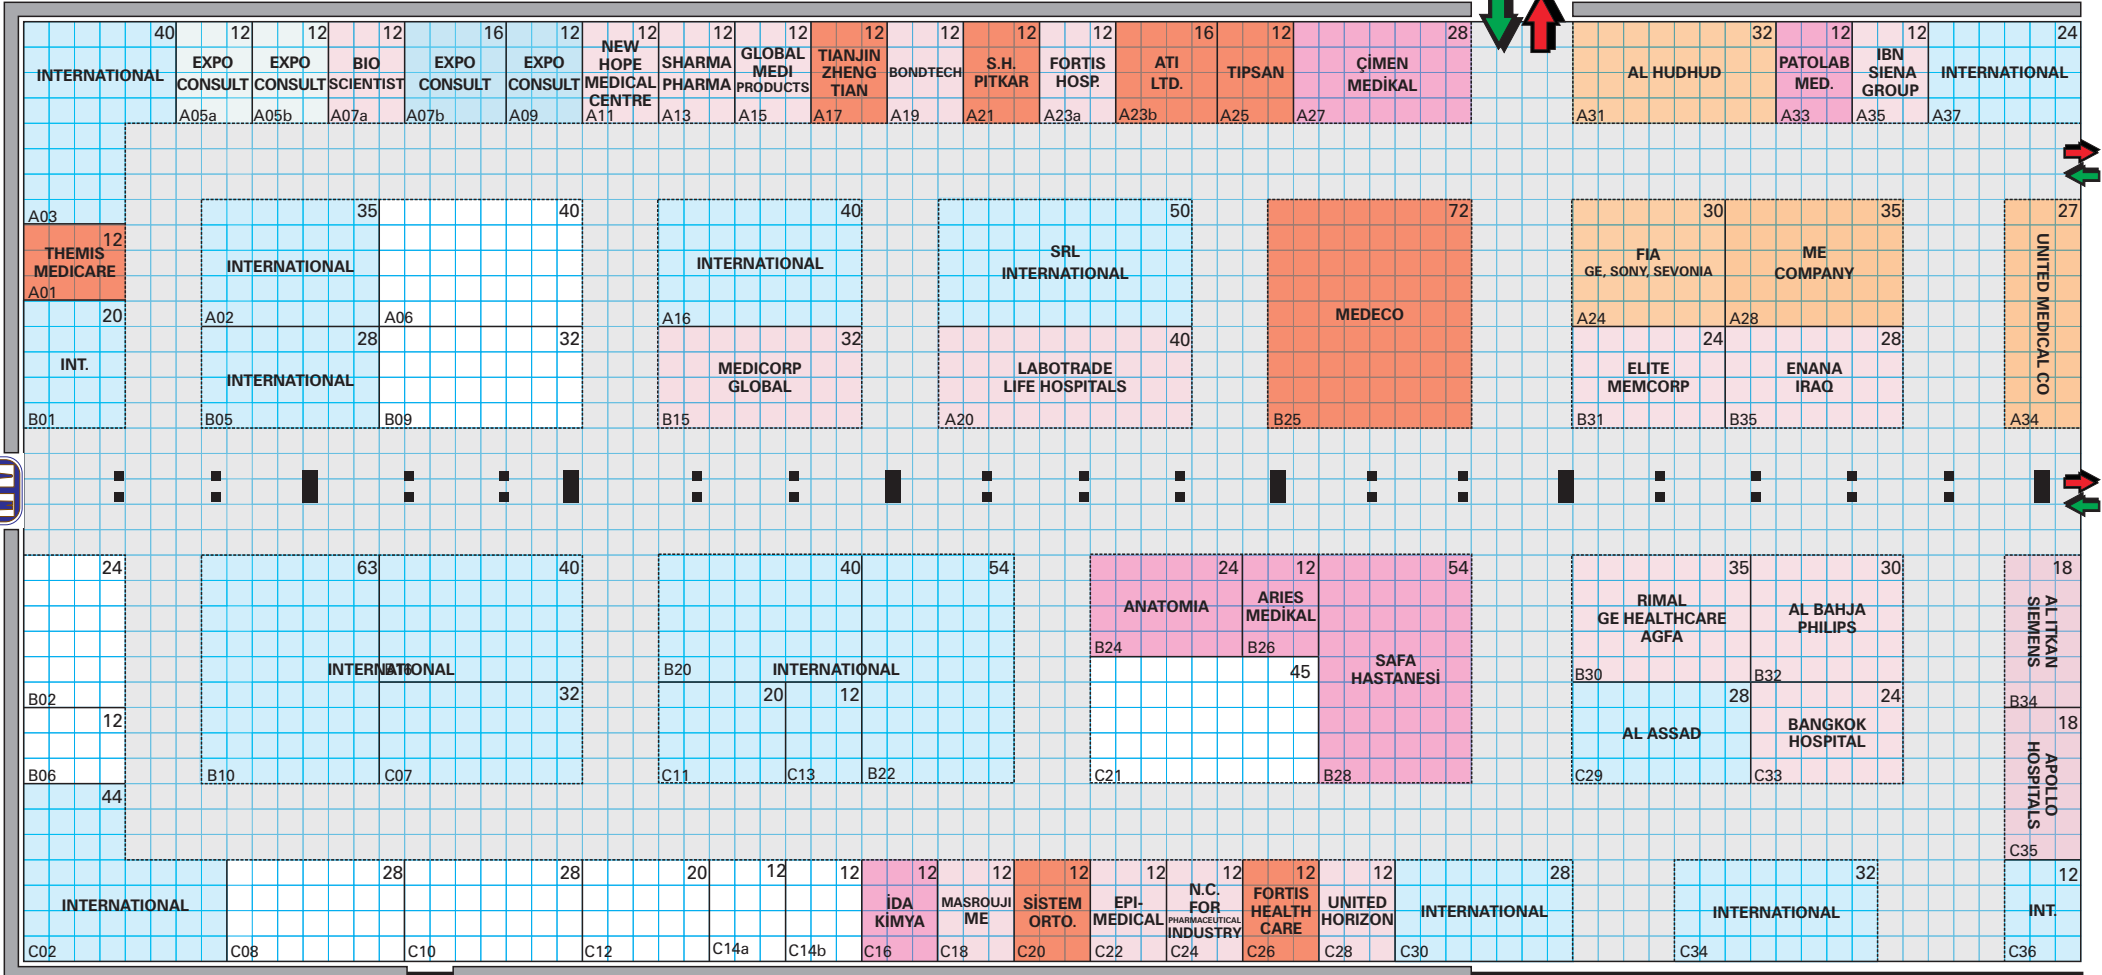 40
INTERNATIONAL
A03
12
EXPO
CONSULT
A05a
12
EXPO
CONSULT
A05b
12
BIO
SCIENTIST
A07a
16
EXPO
CONSULT
A07b
12
EXPO
CONSULT
A09
12
NEW
HOPE
MEDICAL
CENTRE
A11
12
SHARMA
PHARMA
A13
12
GLOBAL
MEDI
PRODUCTS
A15
12
TIANJIN
ZHENG
TIAN
A17
12
BONDTECH
A19
12
S.H.
PITKAR
A21
12
FORTIS
HOSP.
A23a
16
ATI
LTD.
A23b
12
TIPSAN
A25
28
ÇİMEN
MEDİKAL
A27
32
AL HUDHUD
A31
12
PATOLAB
MED.
A33
12
IBN
SIENA
GROUP
A35
24
INTERNATIONAL
A37
12
THEMIS
MEDICARE
A01
20
INT.
B01
35
INTERNATIONAL
A02
40
A06
28
INTERNATIONAL
B05
32
B09
40
INTERNATIONAL
A16
32
MEDICORP
GLOBAL
B15
50
SRL
INTERNATIONAL
40
LABOTRADE
LIFE HOSPITALS
A20
72
MEDECO
B25
30
FIA
GE, SONY, SEVONIA
A24
35
ME
COMPANY
A28
24
ELITE
MEMCORP
B31
28
ENANA
IRAQ
B35
27
UNITED MEDICAL CO
A34
24
B02
12
B06
44
INTERNATIONAL
C02
63
INTERNATIONAL
B10
40
B16
32
C07
40
B20
INTERNATIONAL
54
B22
20
C11
12
C13
24
ANATOMIA
B24
12
ARIES
MEDİKAL
B26
45
C21
54
SAFA
HASTANESİ
B28
35
RIMAL
GE HEALTHCARE
AGFA
B30
30
AL BAHJA
PHILIPS
B32
28
AL ASSAD
C29
24
BANGKOK
HOSPITAL
C33
18
AL ITKAN
SIEMENS
B34
18
APOLLO
HOSPITALS
C35
28
C08
28
C10
20
C12
12
C14a
12
C14b
12
İDA
KİMYA
C16
12
MASROUJI
ME
C18
12
SİSTEM
ORTO.
C20
12
EPI-
MEDICAL
C22
12
N.C.
FOR
PHARMACEUTICAL
INDUSTRY
C24
12
FORTIS
HEALTH
CARE
C26
12
UNITED
HORIZON
C28
28
INTERNATIONAL
C30
32
INTERNATIONAL
C34
12
INT.
C36